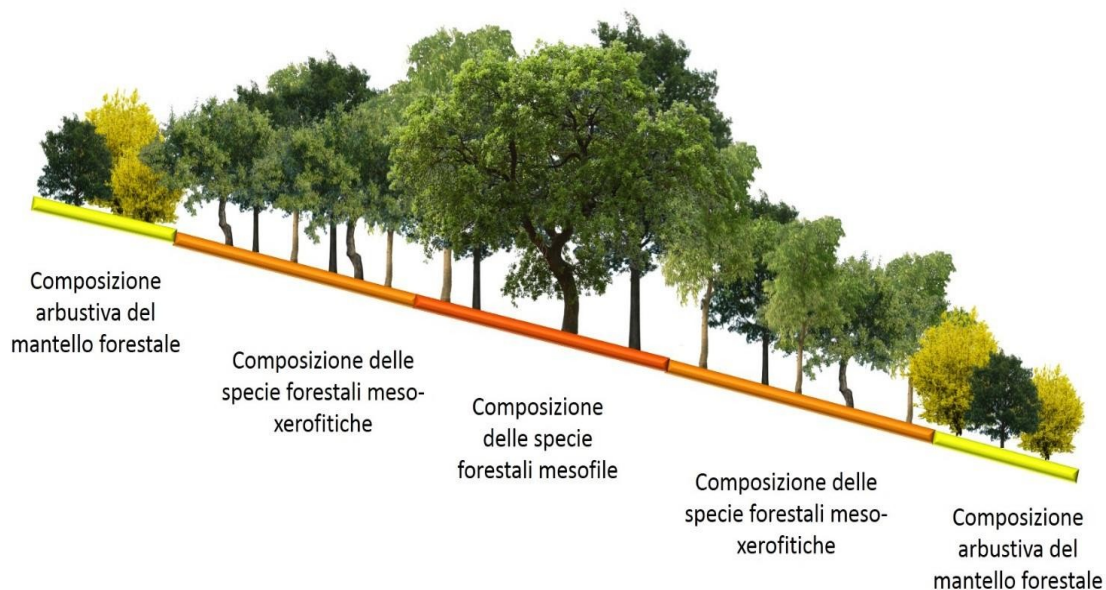 Composizione
arbustiva del
mantello forestale
Composizione delle
specie forestali meso-
xerofitiche
Composizione
delle specie
forestali mesofile
Composizione delle
specie forestali meso-
xerofitiche
Composizione
arbustiva del
mantello forestale